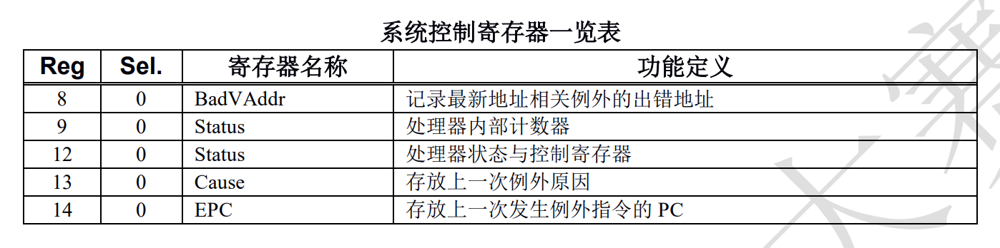 系统控制寄存器一览表
Reg Sel. 寄存器名称 功能定义
8 0 BadVAddr 记录最新地址相关例外的出错地址
9 0 Status 处理器内部计数器
12 0 Status 处理器状态与控制寄存器
13 0 Cause 存放上一次例外原因
14 0 EPC 存放上一次发生例外指令的 PC
大赛